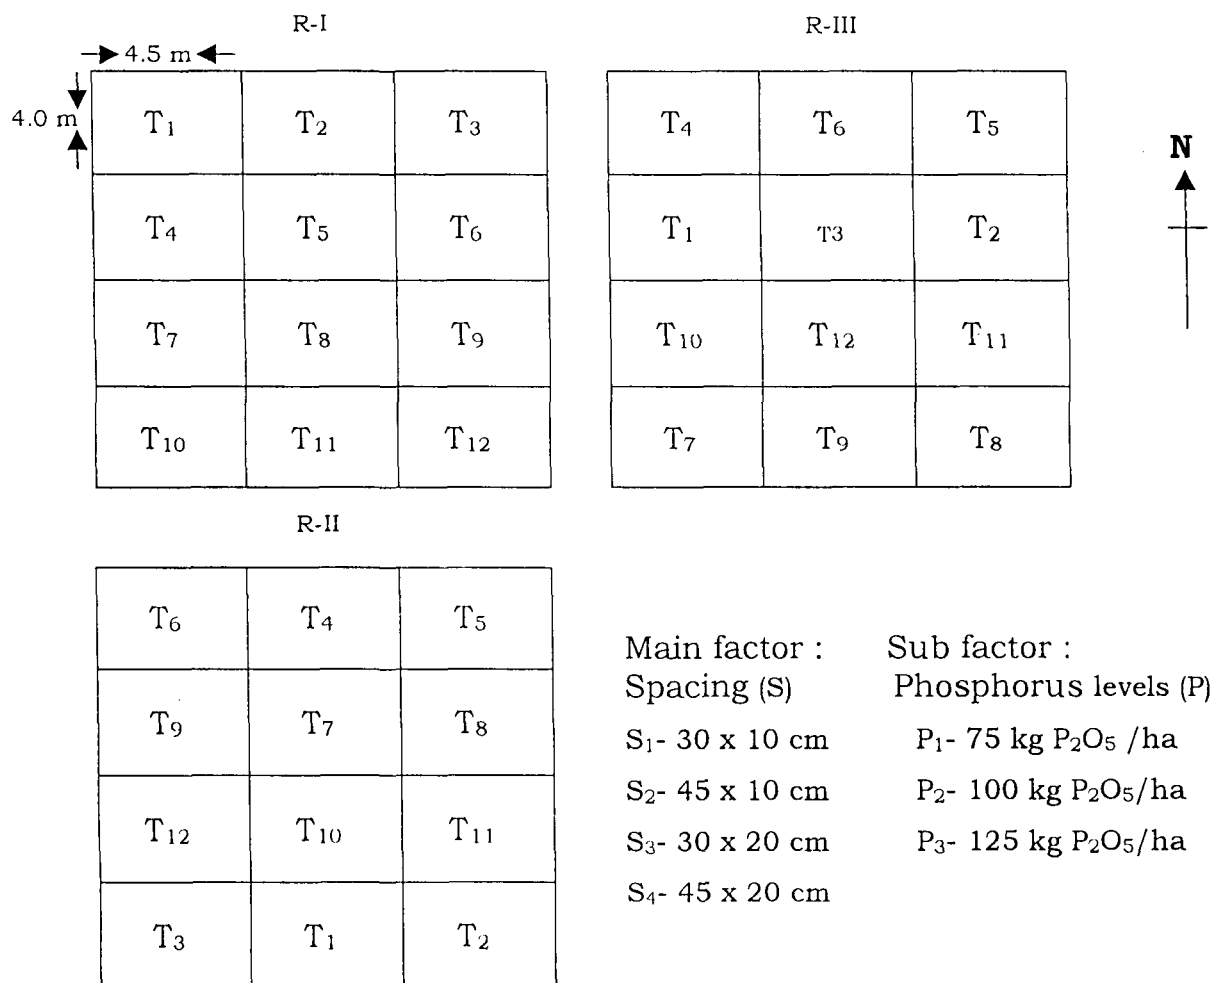 R-I
4.5 m
4.0 m
T1 T2 T3
T4 T5 T6
T7 T8 T9
T10 T11 T12
R-III
T4 T6 T5
T1 T3 T2
T10 T12 T11
T7 T9 T8
N
R-II
T6 T4 T5
T9 T7 T8
T12 T10 T11
T3 T1 T2
Main factor :
Spacing (S)
S1- 30 x 10 cm
S2- 45 x 10 cm
S3- 30 x 20 cm
S4- 45 x 20 cm
Sub factor :
Phosphorus levels (P)
P1- 75 kg P2O5 /ha
P2- 100 kg P2O5/ha
P3- 125 kg P2O5/ha